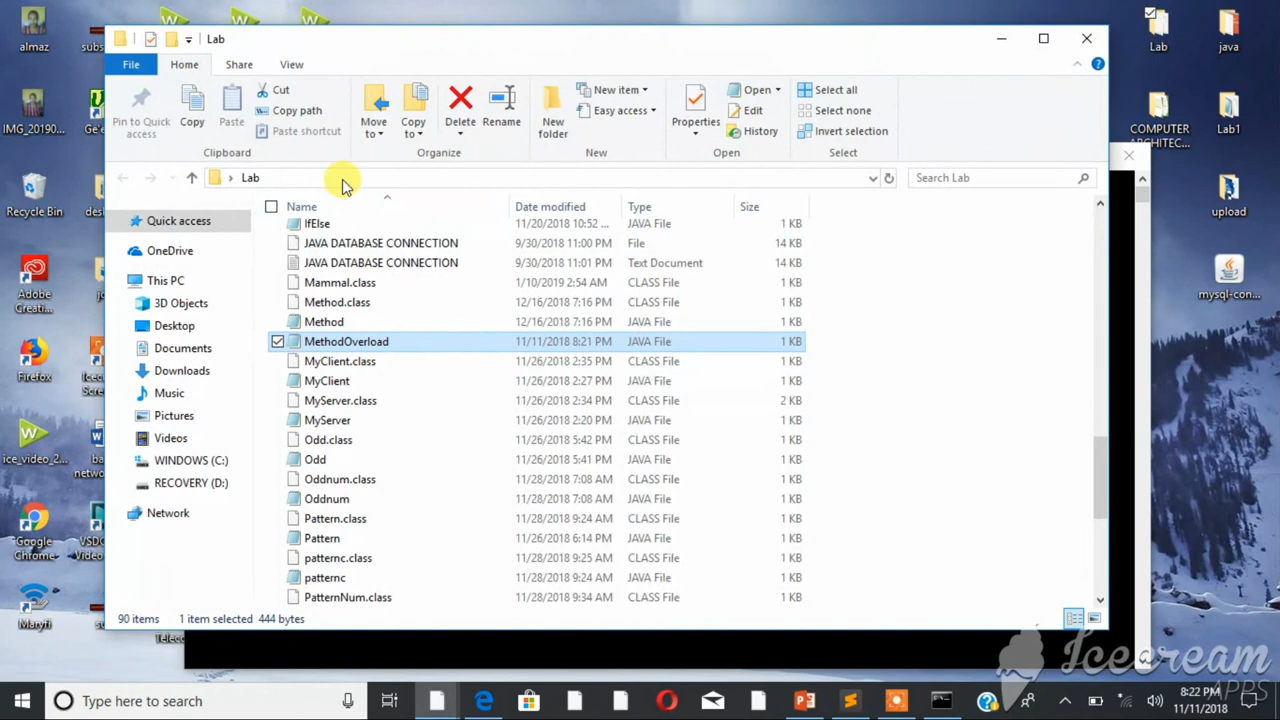 almaz
subs
Lab
Lab
java
File
Home
Share
View
Pin to Quick
access
Copy
Paste
Cut
Copy path
Paste shortcut
Clipboard
Move
to
Copy
to
Delete
Rename
Organize
New
folder
New item
Easy access
New
Properties
Open
Edit
History
Open
Select all
Select none
Invert selection
Select
IMG_20190...
Ge'e
COMPUTER
ARCHITEC...
Lab1
Lab
Search Lab
Recycle Bin
des
upload
Name
Date modified
Type
Size
Quick access
OneDrive
This PC
3D Objects
Desktop
Documents
Downloads
Music
Pictures
Videos
WINDOWS (C:)
RECOVERY (D:)
Network
IfElse 11/20/2018 10:52 ... JAVA File 1 KB
JAVA DATABASE CONNECTION 9/30/2018 11:00 PM File 14 KB
JAVA DATABASE CONNECTION 9/30/2018 11:01 PM Text Document 14 KB
Mammal.class 1/10/2019 2:54 AM CLASS File 1 KB
Method.class 12/16/2018 7:16 PM CLASS File 1 KB
Method 12/16/2018 7:16 PM JAVA File 1 KB
MethodOverload 11/11/2018 8:21 PM JAVA File 1 KB
MyClient.class 11/26/2018 2:35 PM CLASS File 1 KB
MyClient 11/26/2018 2:27 PM JAVA File 1 KB
MyServer.class 11/26/2018 2:34 PM CLASS File 2 KB
MyServer 11/26/2018 2:20 PM JAVA File 1 KB
Odd.class 11/26/2018 5:42 PM CLASS File 1 KB
Odd 11/26/2018 5:41 PM JAVA File 1 KB
Oddnum.class 11/28/2018 7:08 AM CLASS File 1 KB
Oddnum 11/28/2018 7:08 AM JAVA File 1 KB
Pattern.class 11/28/2018 9:24 AM CLASS File 1 KB
Pattern 11/26/2018 6:14 PM JAVA File 1 KB
patternc.class 11/28/2018 9:25 AM CLASS File 1 KB
patternc 11/28/2018 9:24 AM JAVA File 1 KB
PatternNum.class 11/28/2018 9:34 AM CLASS File 1 KB
Adobe
Creati...
mysql-con...
Firefox
Icec
Scre
ice_video_2...
ba
netwo
Google
Chrome
VSDC
Video
Maryfi
su
Telecc
90 items
1 item selected 444 bytes
Icecream
APPS
Type here to search
8:22 PM
11/11/2018